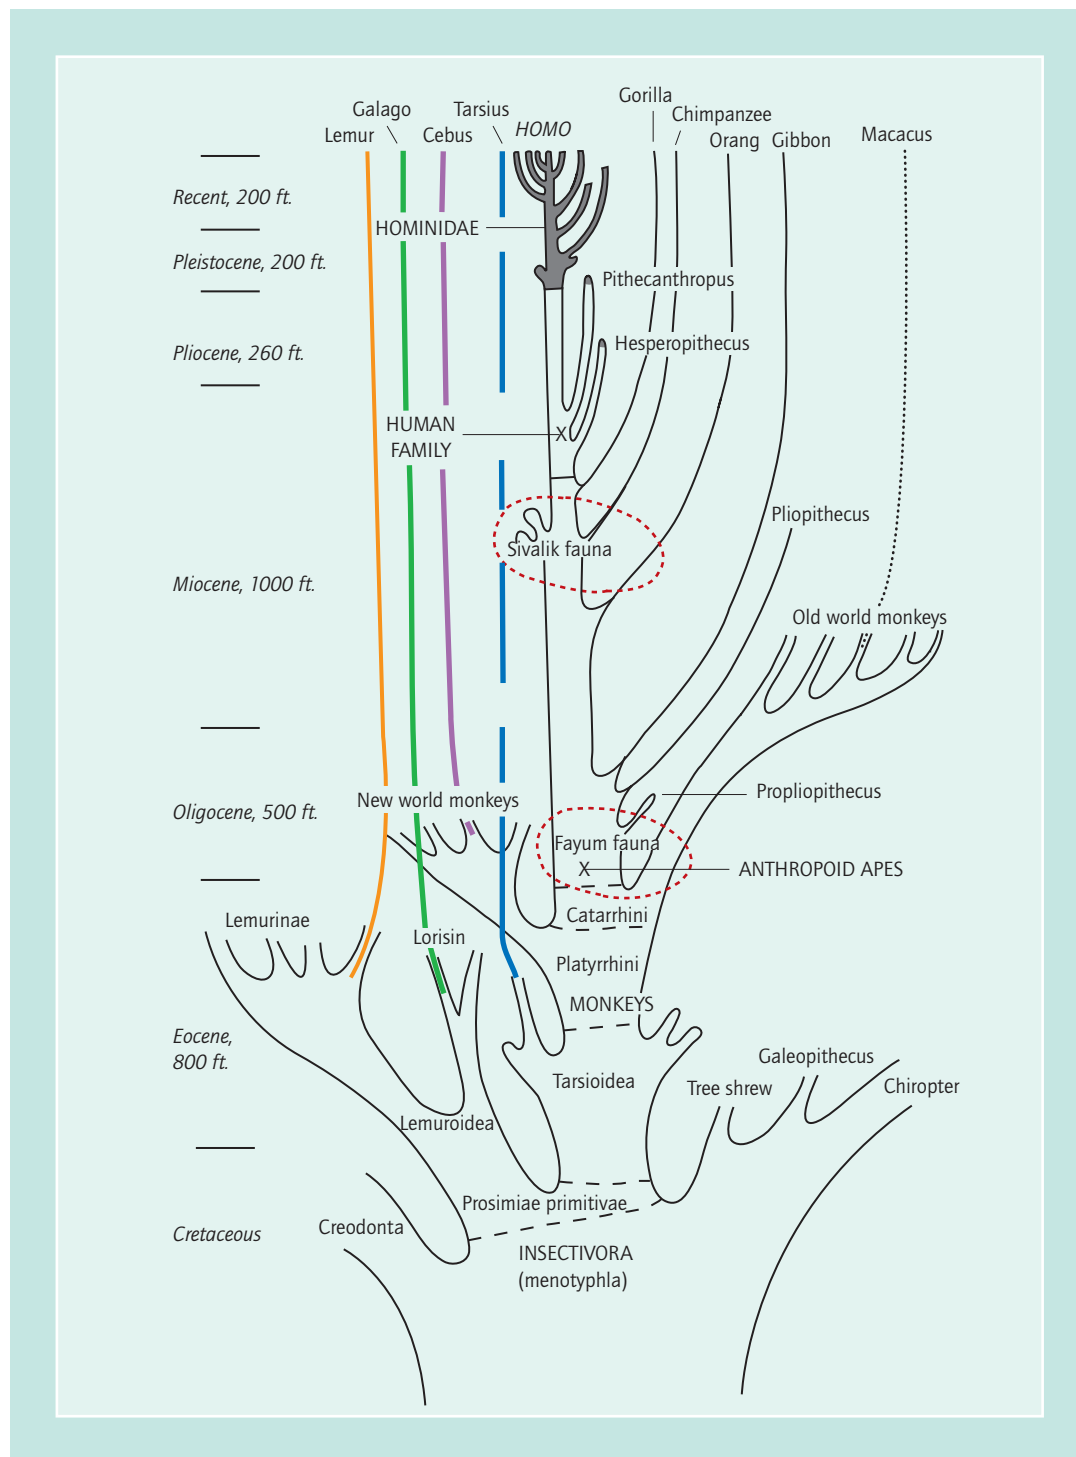 Gorilla
Galago
Tarsius
Chimpanzee
Lemur
Cebus
HOMO
Orang
Gibbon
Macacus
Recent, 200 ft.
HOMINIDAE
Pleistocene, 200 ft.
Pithecanthropus
Pliocene, 260 ft.
Hesperopithecus
HUMAN
FAMILY
X
Pliopithecus
Sivalik fauna
Miocene, 1000 ft.
Old world monkeys
Propliopithecus
New world monkeys
Oligocene, 500 ft.
Fayum fauna
X
ANTHROPOID APES
Catarrhini
Lemurinae
Lorisin
Platyrrhini
MONKEYS
Eocene,
800 ft.
Galeopithecus
Tarsioidea
Tree shrew
Chiropter
Lemuroidea
Prosimiae primitivae
Creodonta
Cretaceous
INSECTIVORA
(menotyphla)